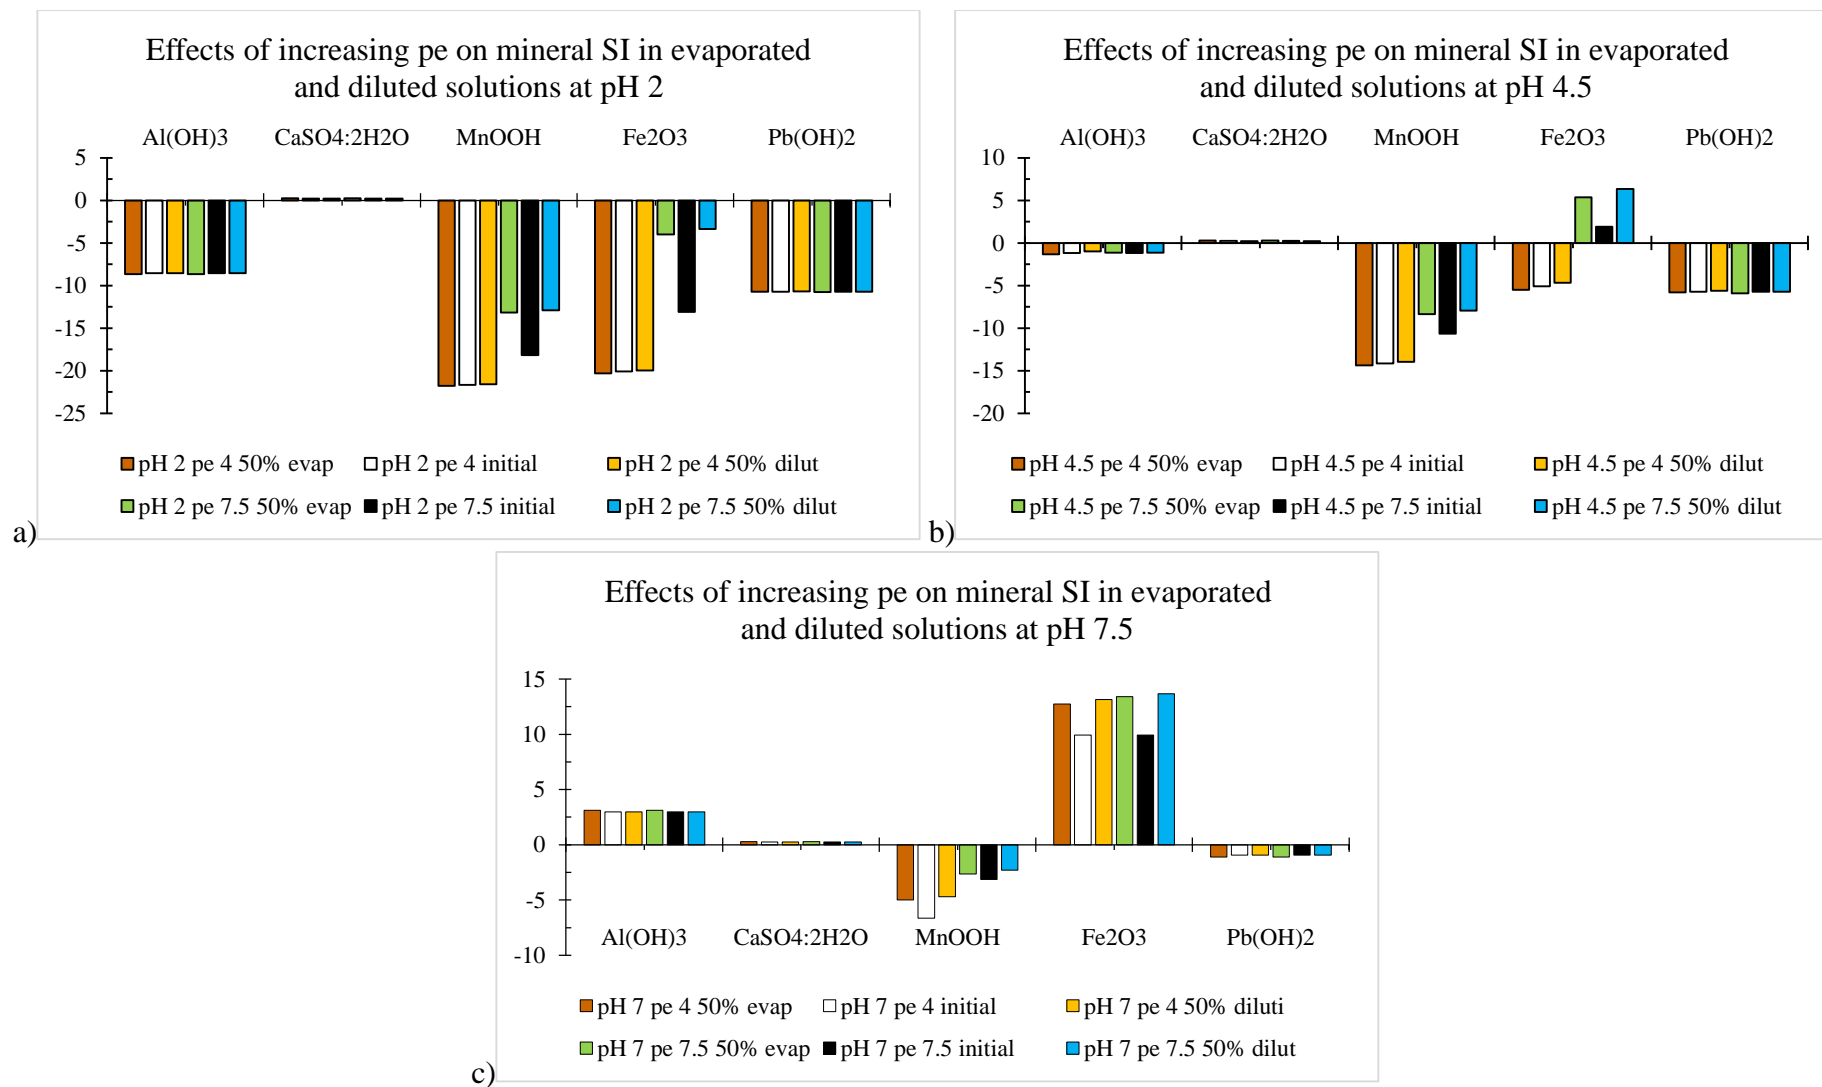 Effects of increasing pe on mineral SI in evaporated
and diluted solutions at pH 2
Al(OH)3 CaSO4:2H2O MnOOH Fe2O3 Pb(OH)2
5
0
-5
-10
-15
-20
-25
pH 2 pe 4 50% evap pH 2 pe 4 initial pH 2 pe 4 50% dilut
pH 2 pe 7.5 50% evap pH 2 pe 7.5 initial pH 2 pe 7.5 50% dilut
a)
Effects of increasing pe on mineral SI in evaporated
and diluted solutions at pH 4.5
Al(OH)3 CaSO4:2H2O MnOOH Fe2O3 Pb(OH)2
10
5
0
-5
-10
-15
-20
pH 4.5 pe 4 50% evap pH 4.5 pe 4 initial pH 4.5 pe 4 50% dilut
pH 4.5 pe 7.5 50% evap pH 4.5 pe 7.5 initial pH 4.5 pe 7.5 50% dilut
b)
Effects of increasing pe on mineral SI in evaporated
and diluted solutions at pH 7.5
15
10
5
0
-5
-10
Al(OH)3 CaSO4:2H2O MnOOH Fe2O3 Pb(OH)2
pH 7 pe 4 50% evap pH 7 pe 4 initial pH 7 pe 4 50% diluti
pH 7 pe 7.5 50% evap pH 7 pe 7.5 initial pH 7 pe 7.5 50% dilut
c)